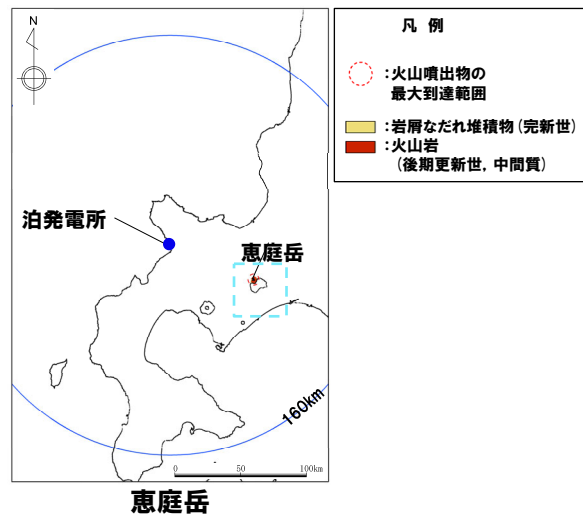 N
泊発電所
恵庭岳
160km
0 50 100km
恵庭岳
凡 例
:火山噴出物の
最大到達範囲
:岩屑なだれ堆積物(完新世)
:火山岩
(後期更新世, 中間質)